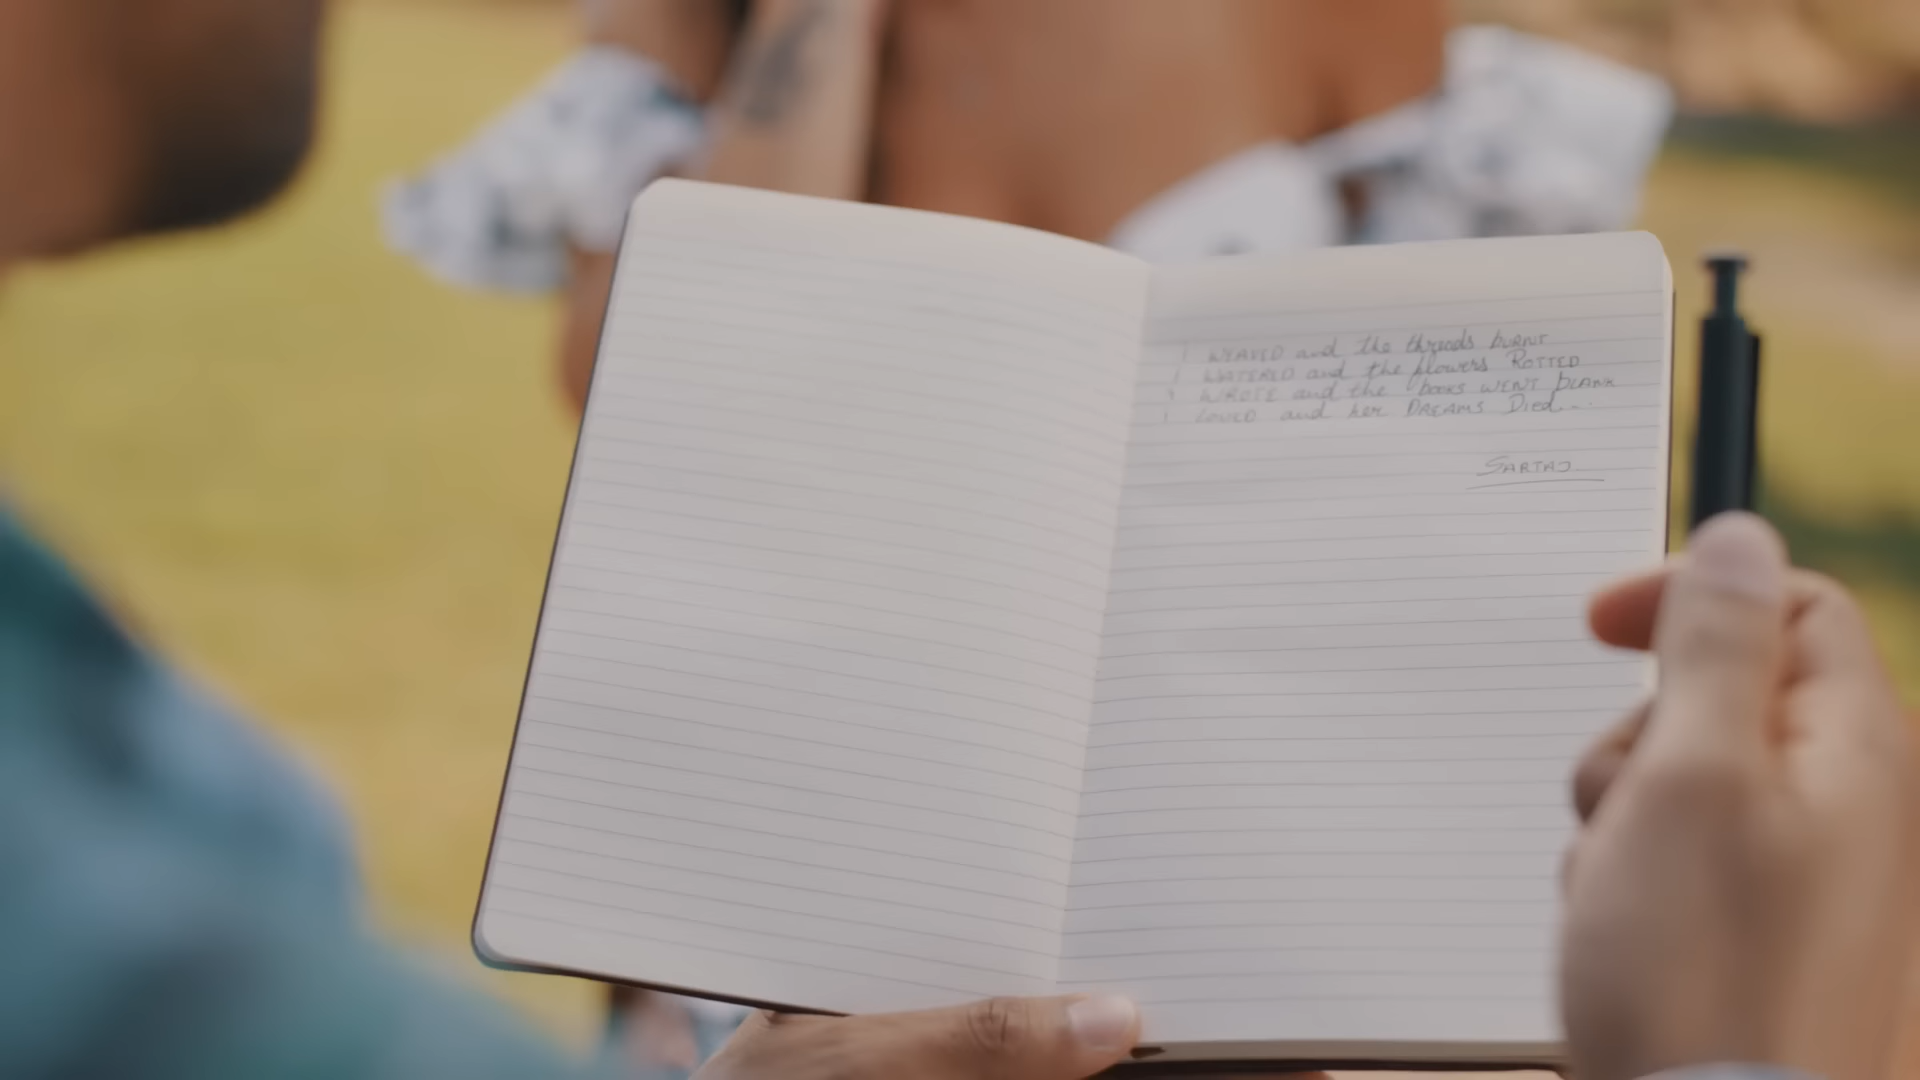 I WEAVED and the threads BURNT
I WATERED and the flowers ROTTED
I WROTE and the books WENT BLANK
I LOVED and her DREAMS Died...
SARTAJ